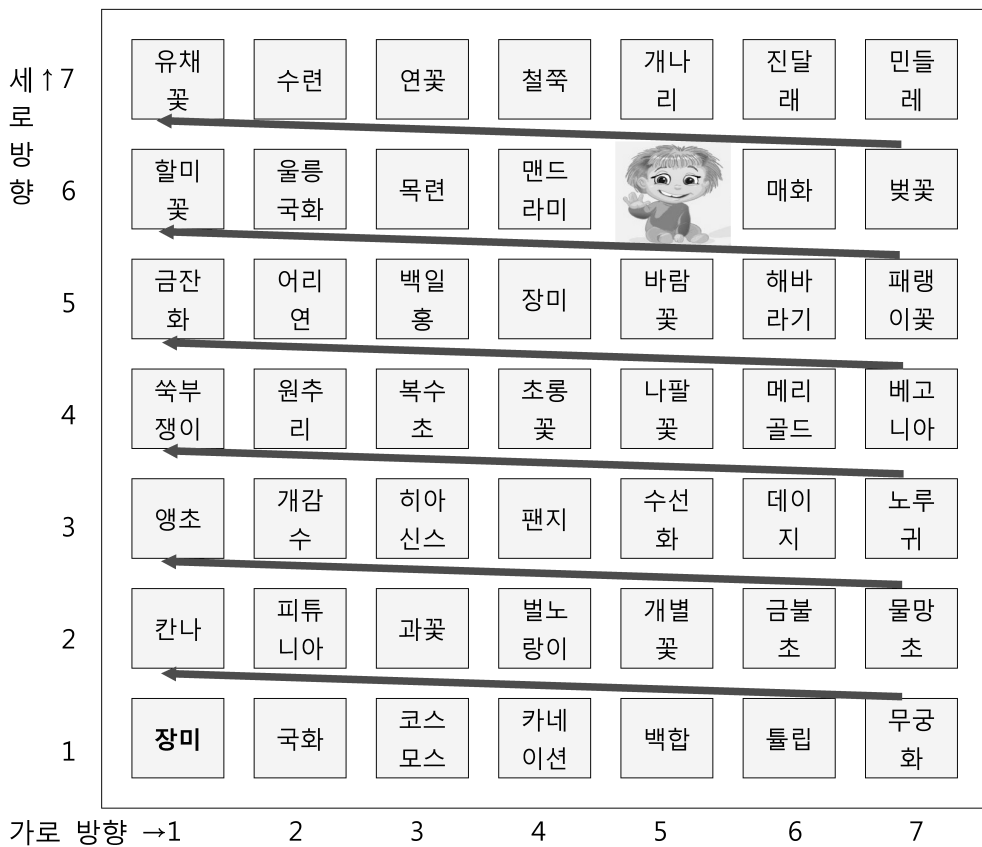 세↑7
로
방
향
유채
꽃
수련
연꽃
철쭉
개나
리
진달
래
민들
레
6
할미
꽃
울릉
국화
목련
맨드
라미
매화
벚꽃
5
금잔
화
어리
연
백일
홍
장미
바람
꽃
해바
라기
패랭
이꽃
4
쑥부
쟁이
원추
리
복수
초
초롱
꽃
나팔
꽃
메리
골드
베고
니아
3
앵초
개감
수
히아
신스
팬지
수선
화
데이
지
노루
귀
2
칸나
피튜
니아
과꽃
벌노
랑이
개별
꽃
금불
초
물망
초
1
장미
국화
코스
모스
카네
이션
백합
튤립
무궁
화
가로 방향 →1 2 3 4 5 6 7